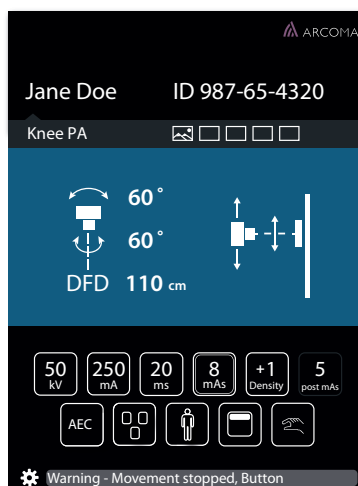 ARCOMA
Jane Doe ID 987-65-4320
Knee PA
60°
60°
DFD 110 cm
50 250 20 8 +1 5
kV mA ms mAs Density post mAs
AEC
Warning - Movement stopped, Button